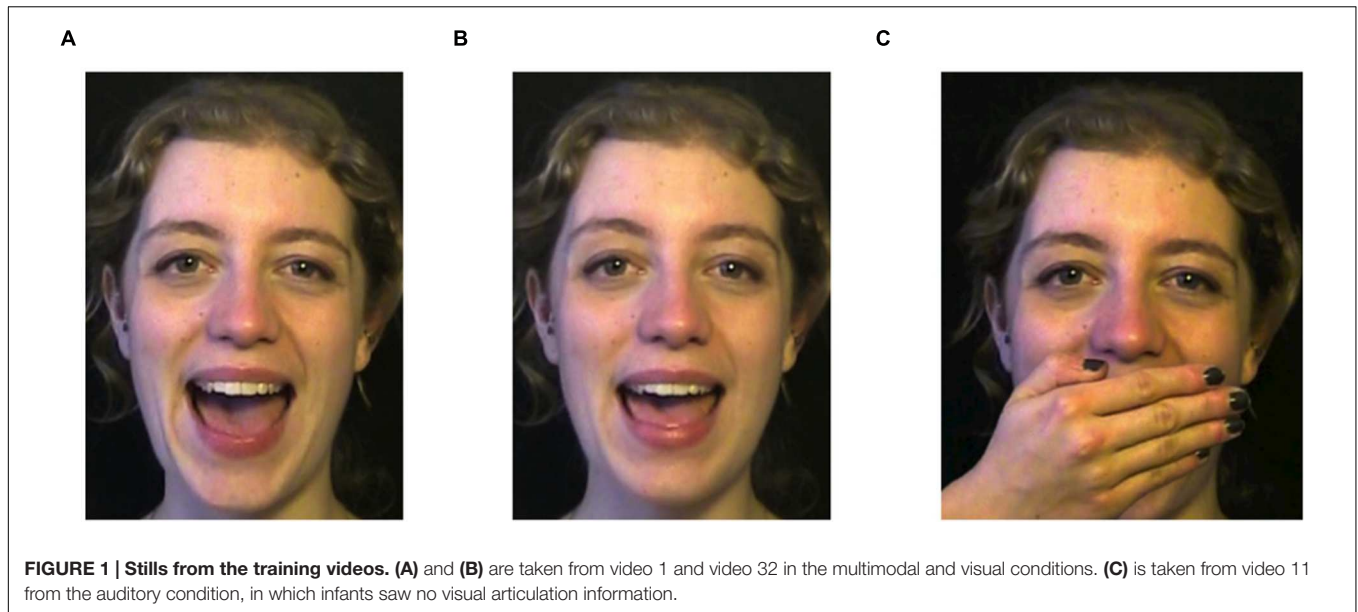 A B C
FIGURE 1 | Stills from the training videos. (A) and (B) are taken from video 1 and video 32 in the multimodal and visual conditions. (C) is taken from video 11
from the auditory condition, in which infants saw no visual articulation information.